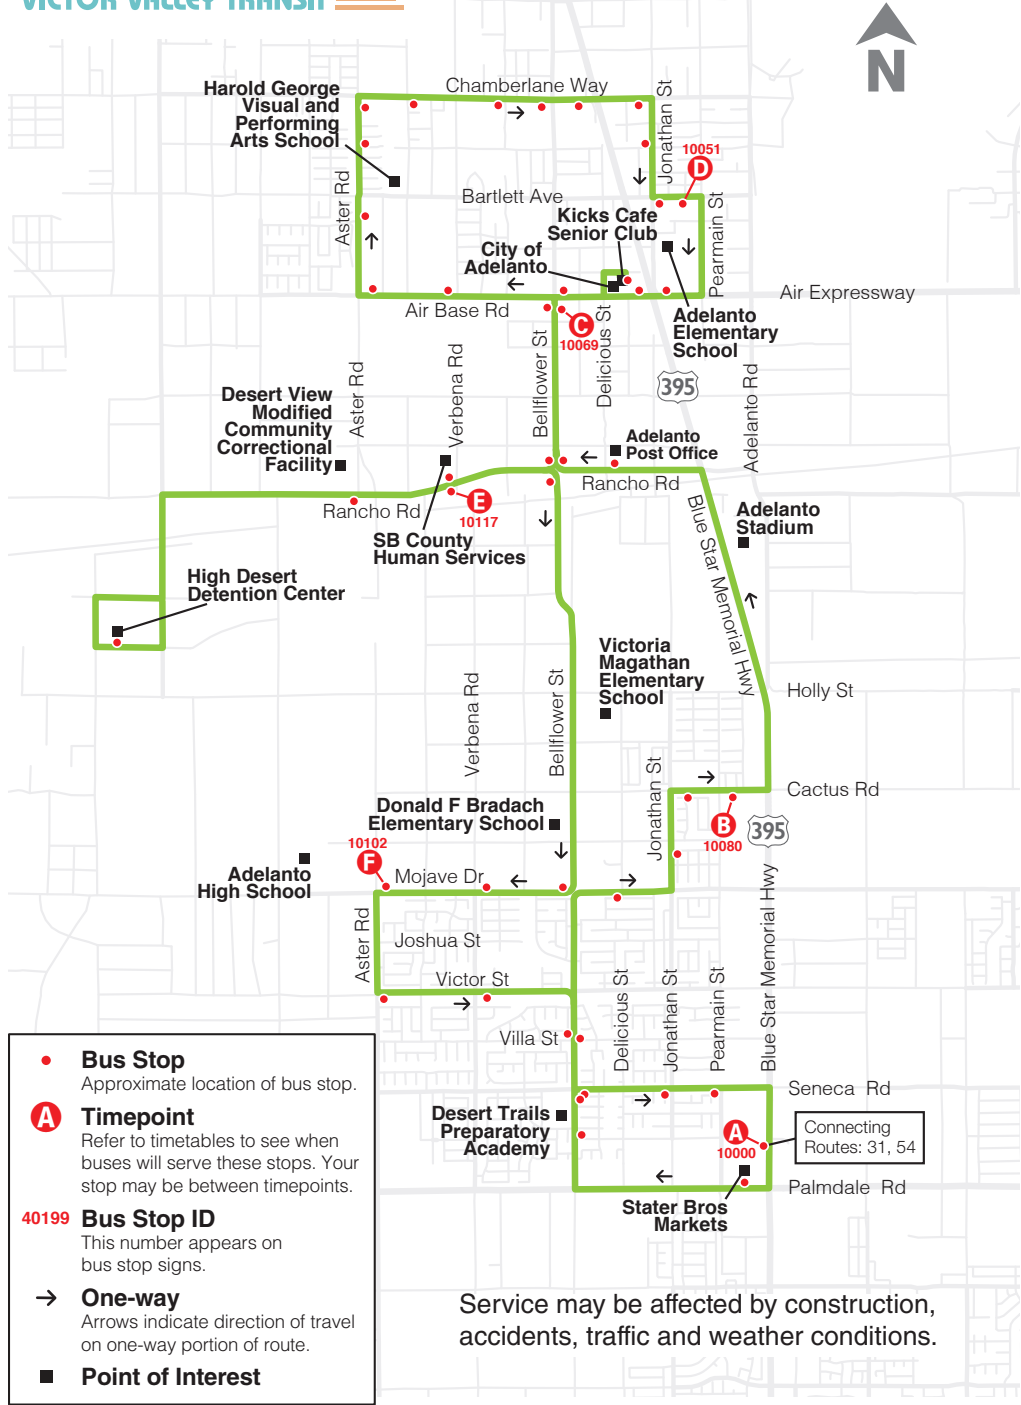 VICTOR VALLEY TRANSIT
N
Harold George
Visual and
Performing
Arts School
Chamberlane Way
Jonathan St
10051
D
Aster Rd
Bartlett Ave
Kicks Cafe
Senior Club
City of
Adelanto
Pearmain St
Air Expressway
Air Base Rd
C
10069
Bellflower St
Delicious St
Adelanto
Elementary
School
395
Adelanto Rd
Aster Rd
Verbena Rd
Desert View
Modified
Community
Correctional
Facility
Adelanto
Post Office
Rancho Rd
Rancho Rd
E
10117
SB County
Human Services
Blue Star Memorial Hwy
Adelanto
Stadium
High Desert
Detention Center
Victoria
Magathan
Elementary
School
Holly St
Verbena Rd
Bellflower St
Jonathan St
Cactus Rd
B
10080
395
Donald F Bradach
Elementary School
10102
F
Adelanto
High School
Mojave Dr
Aster Rd
Joshua St
Victor St
Villa St
Delicious St
Jonathan St
Pearmain St
Blue Star Memorial Hwy
Seneca Rd
Desert Trails
Preparatory
Academy
A
10000
Connecting
Routes: 31, 54
Palmdale Rd
Stater Bros
Markets
Bus Stop
Approximate location of bus stop.
A
Timepoint
Refer to timetables to see when
buses will serve these stops. Your
stop may be between timepoints.
40199 Bus Stop ID
This number appears on
bus stop signs.
One-way
Arrows indicate direction of travel
on one-way portion of route.
Point of Interest
Service may be affected by construction,
accidents, traffic and weather conditions.